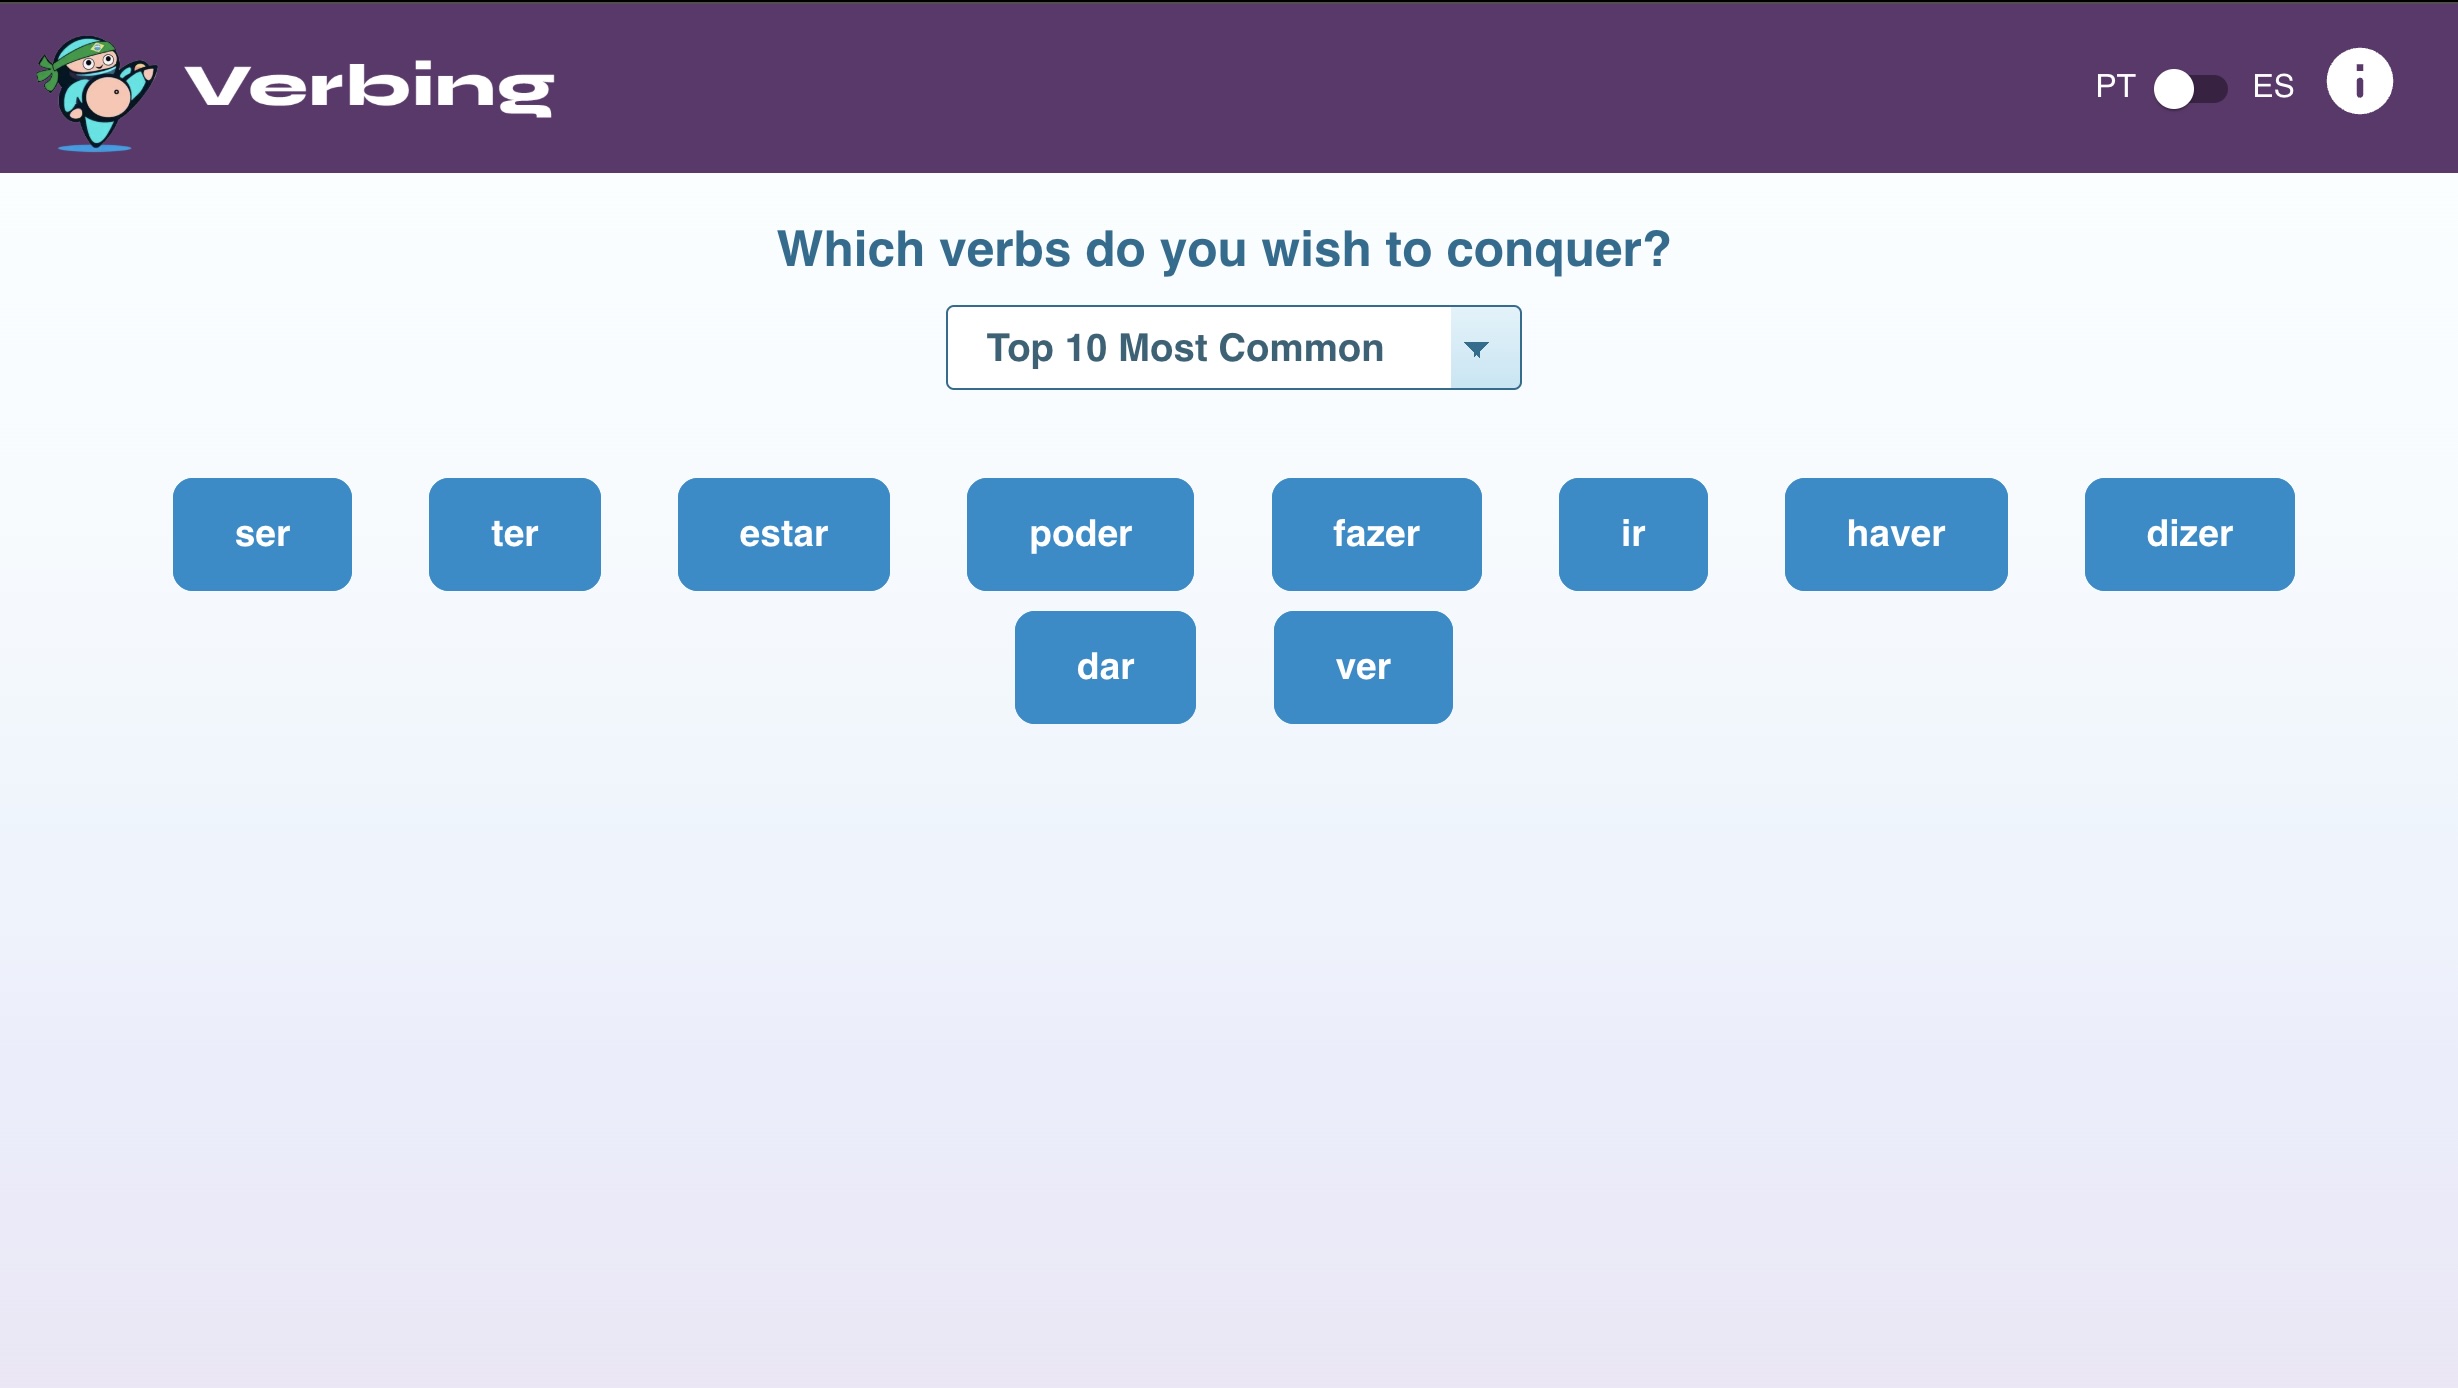 Verbing
PT ES i
Which verbs do you wish to conquer?
Top 10 Most Common
ser ter estar poder fazer ir haver dizer
dar ver